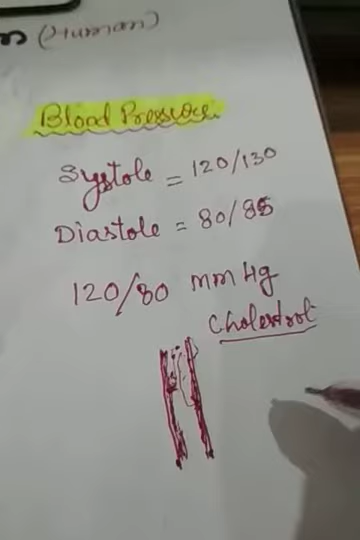 (Human)
Blood Pressure
Systole = 120/130
Diastole = 80/85
120/80 mm Hg
Cholestrol